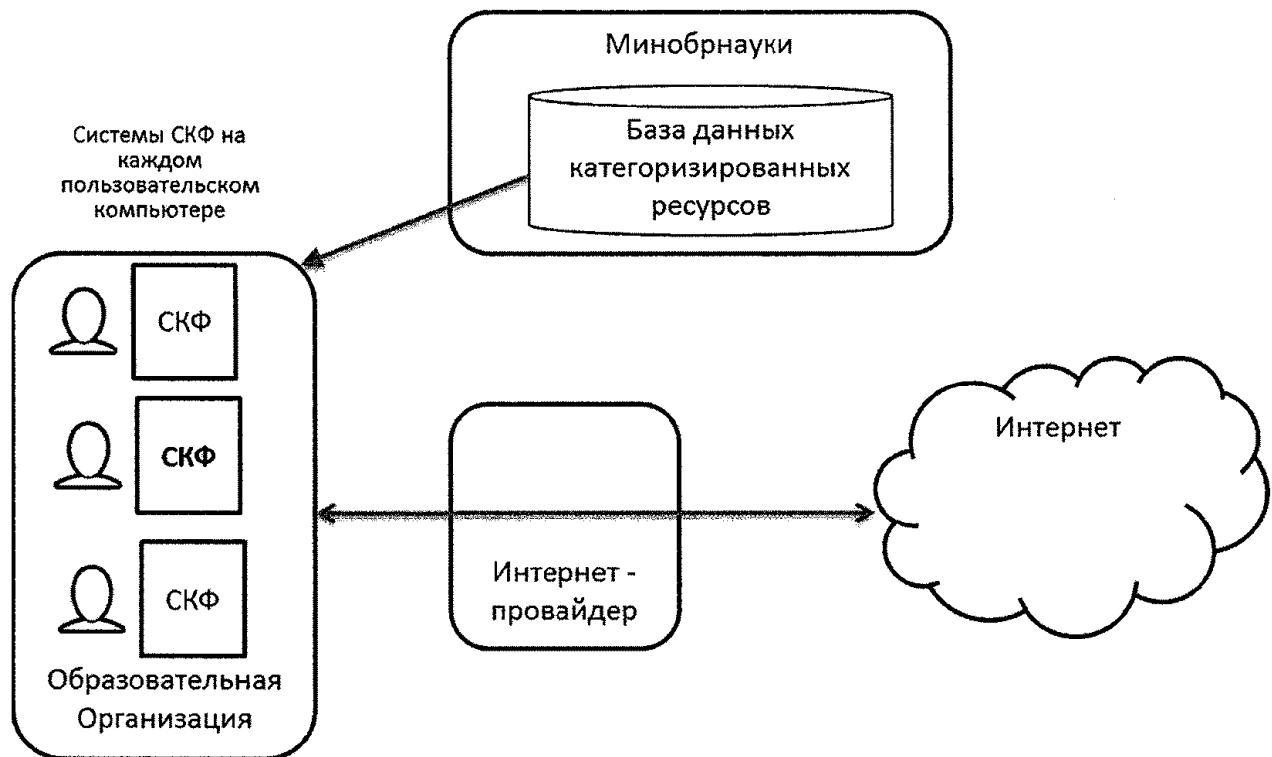 Минобрнауки
База данных
категоризированных
ресурсов
Системы СКФ на
каждом
пользовательском
компьютере
СКФ
СКФ
СКФ
Образовательная
Организация
Интернет -
провайдер
Интернет